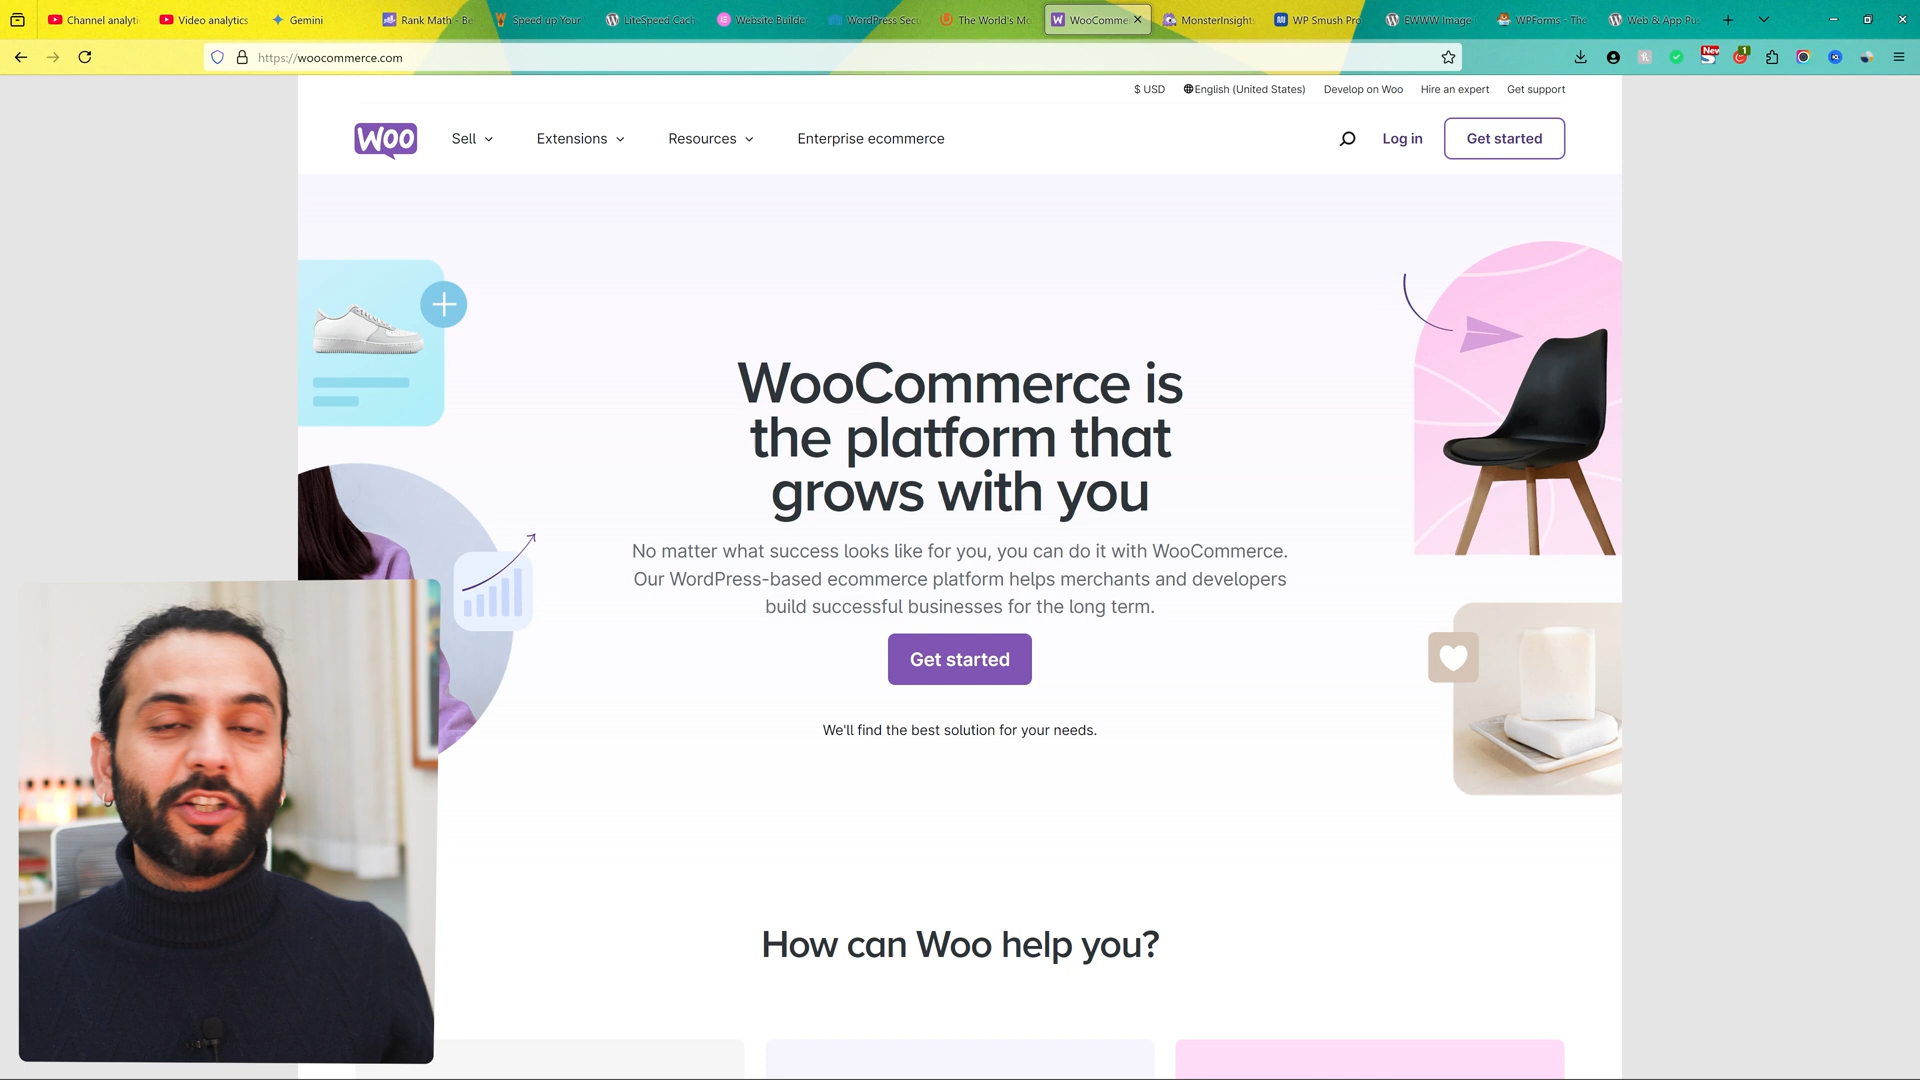 Channel analyti
Video analytics
Gemini
Rank Math - Be
Speed up Your
LiteSpeed Cach
Website Builde
WordPress Secu
The World's Mo
WooComme
MonsterInsight
WP Smush Pro
EWWW Image
WPForms - The
Web & App Pu
https://woocommerce.com
New
1
$ USD
English (United States)
Develop on Woo
Hire an expert
Get support
WOO
Sell
Extensions
Resources
Enterprise ecommerce
Log in
Get started
WooCommerce is
the platform that
grows with you
No matter what success looks like for you, you can do it with WooCommerce.
Our WordPress-based ecommerce platform helps merchants and developers
build successful businesses for the long term.
Get started
We'll find the best solution for your needs.
How can Woo help you?